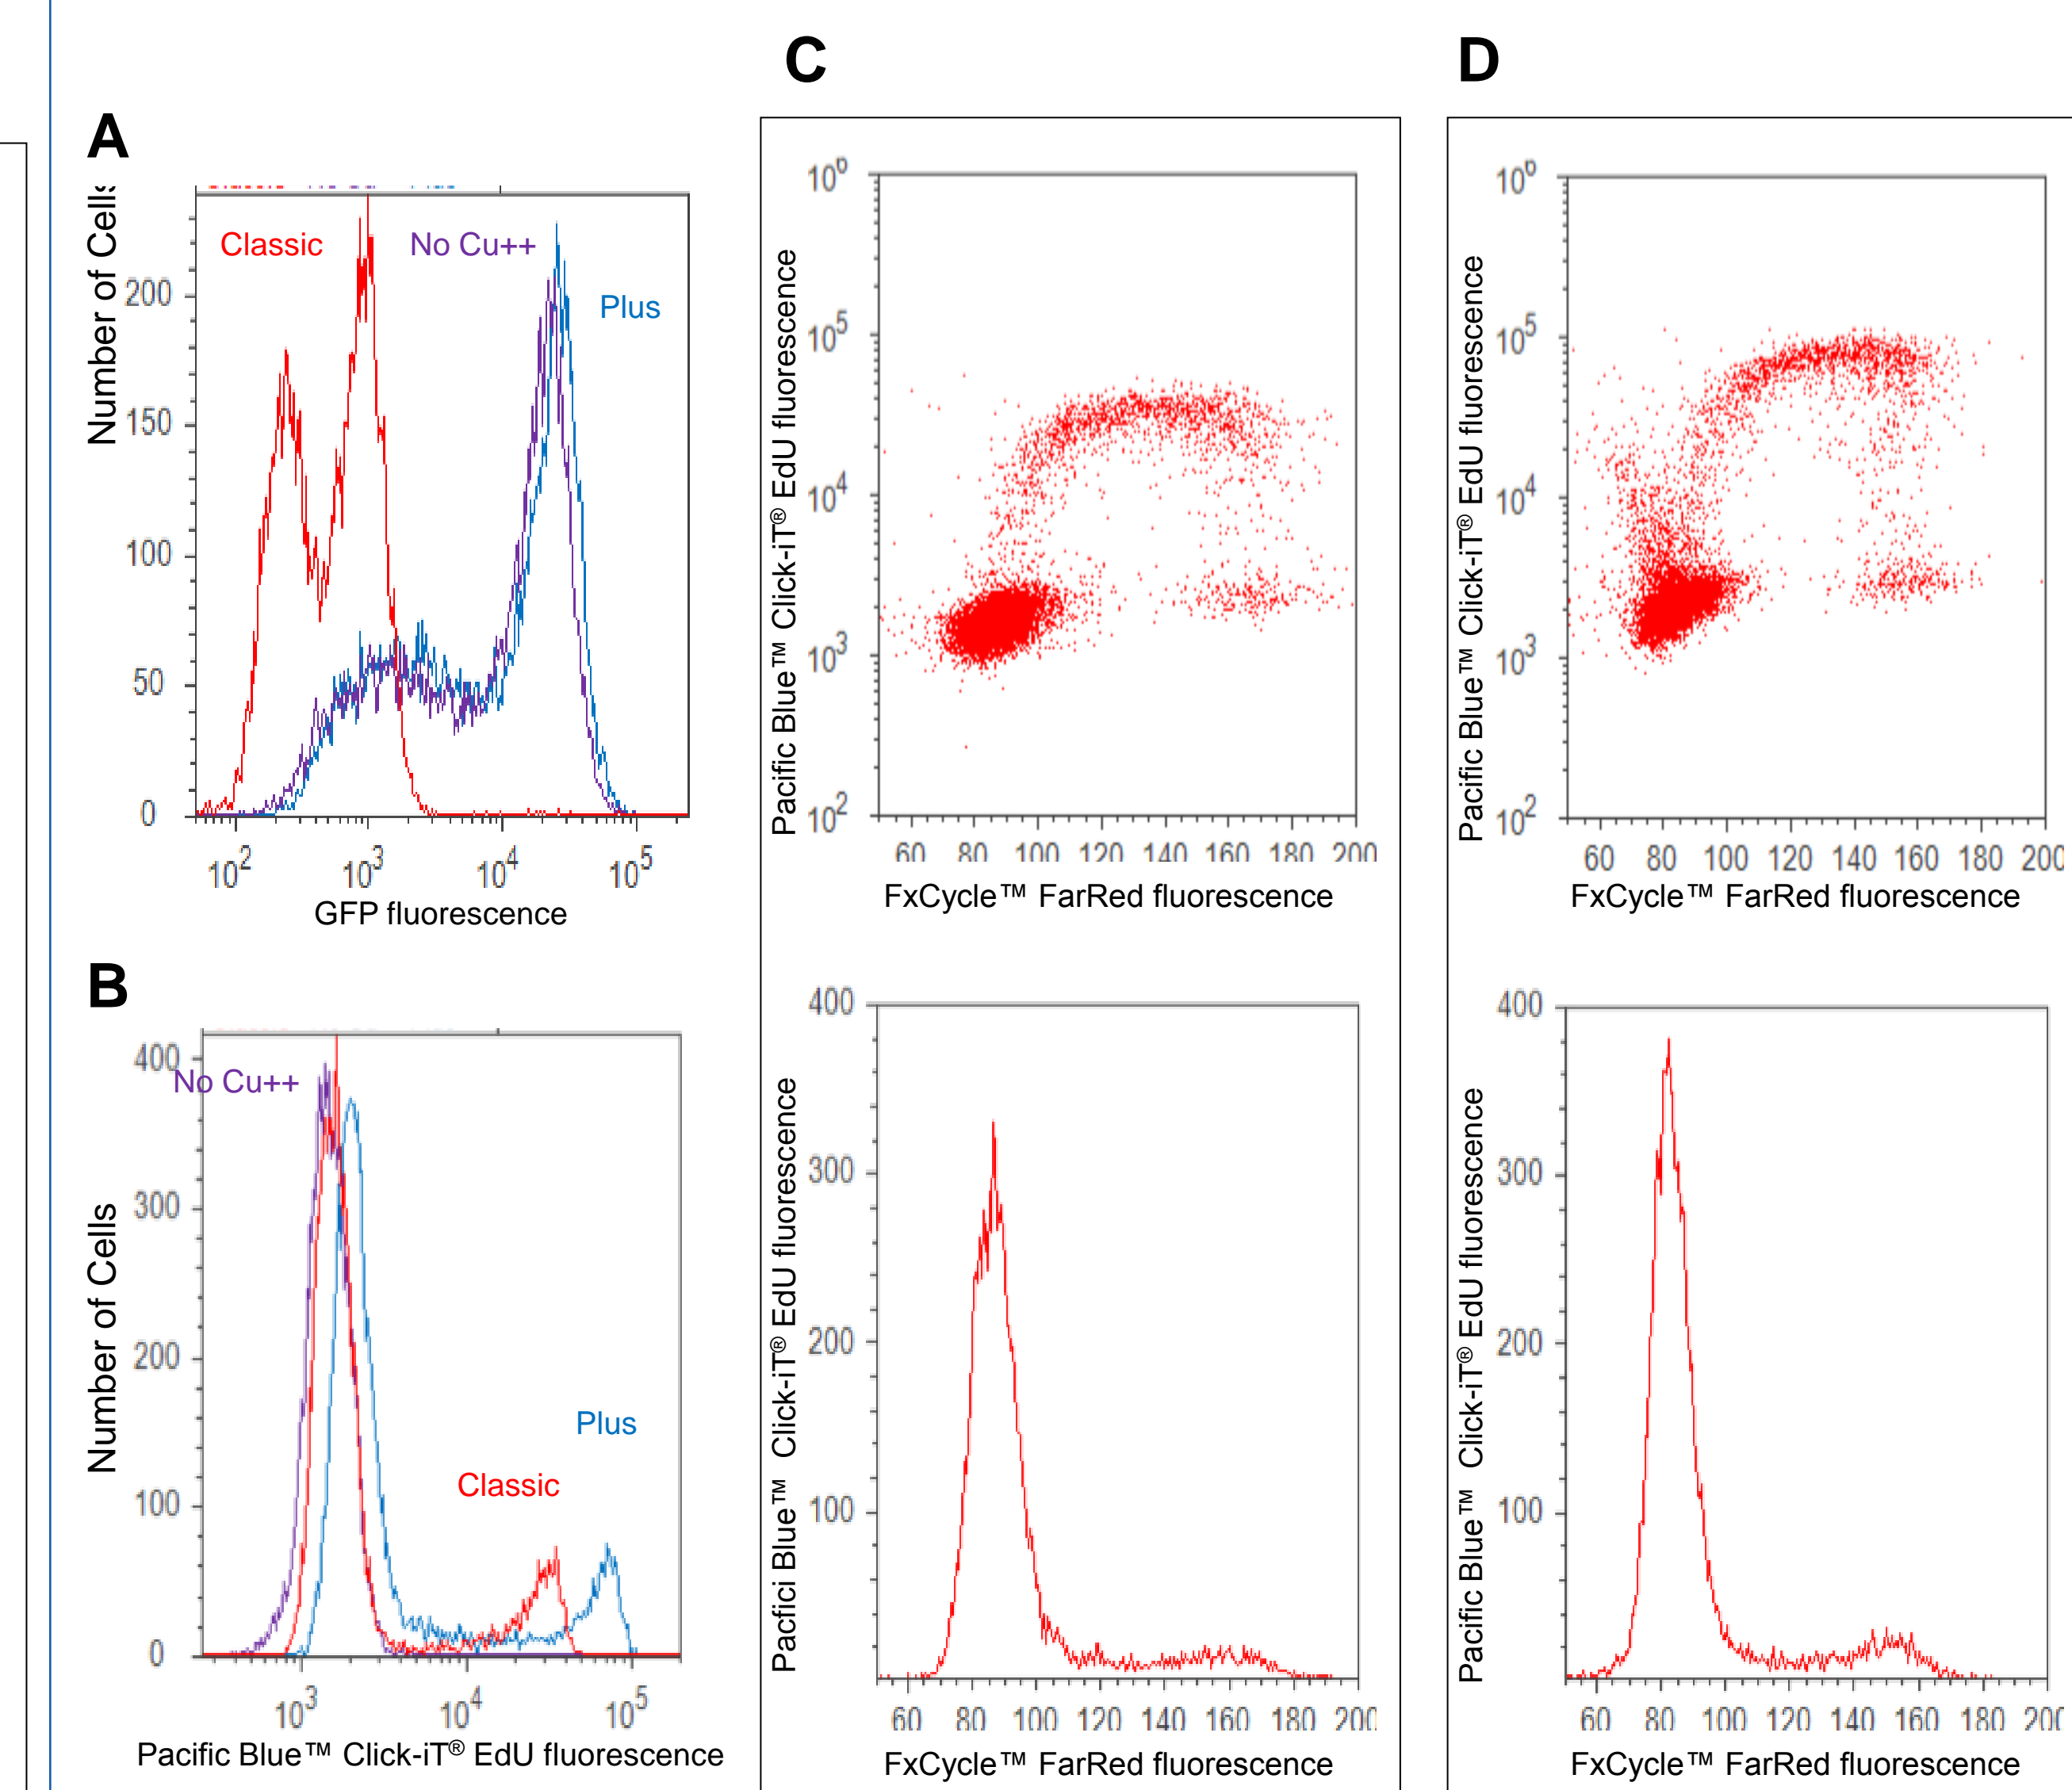 A
Number of Cells
Classic
No Cu++
Plus
200
150
100
50
0
10²
10³
10⁴
10⁵
GFP fluorescence
B
Number of Cells
No Cu++
Plus
Classic
400
300
200
100
0
10³
10⁴
10⁵
Pacific Blue™ Click-iT® EdU fluorescence
C
Pacific Blue™ Click-iT® EdU fluorescence
10⁶
10⁵
10⁴
10³
10²
60 80 100 120 140 160 180 200
FxCycle™ FarRed fluorescence
Pacfici Blue™ Click-iT® EdU fluorescence
400
300
200
100
60 80 100 120 140 160 180 200
FxCycle™ FarRed fluorescence
D
Pacific Blue™ Click-iT® EdU fluorescence
10⁶
10⁵
10⁴
10³
10²
60 80 100 120 140 160 180 200
FxCycle™ FarRed fluorescence
Pacific Blue™ Click-iT® EdU fluorescence
400
300
200
100
60 80 100 120 140 160 180 200
FxCycle™ FarRed fluorescence